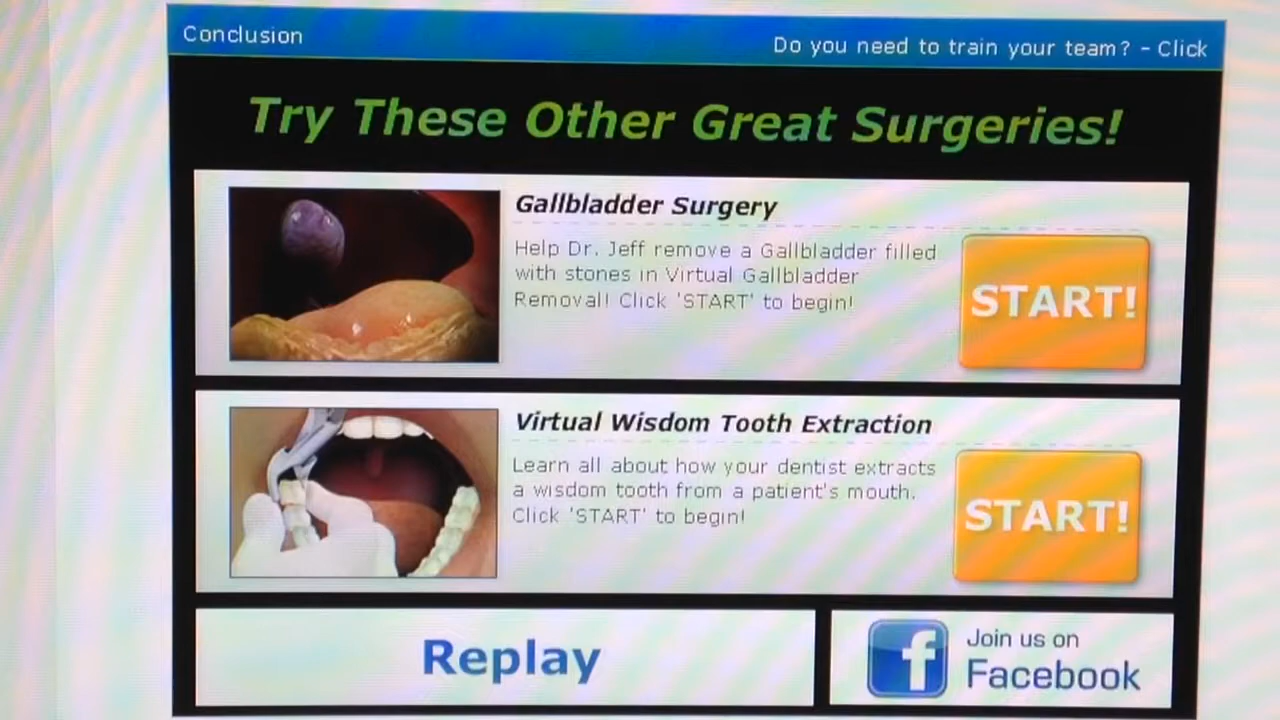 Conclusion
Do you need to train your team? - Click
Try These Other Great Surgeries!
Gallbladder Surgery
Help Dr. Jeff remove a Gallbladder filled
with stones in Virtual Gallbladder
Removal! Click 'START' to begin!
START!
Virtual Wisdom Tooth Extraction
Learn all about how your dentist extracts
a wisdom tooth from a patient's mouth.
Click 'START' to begin!
START!
Replay
f
Join us on
Facebook